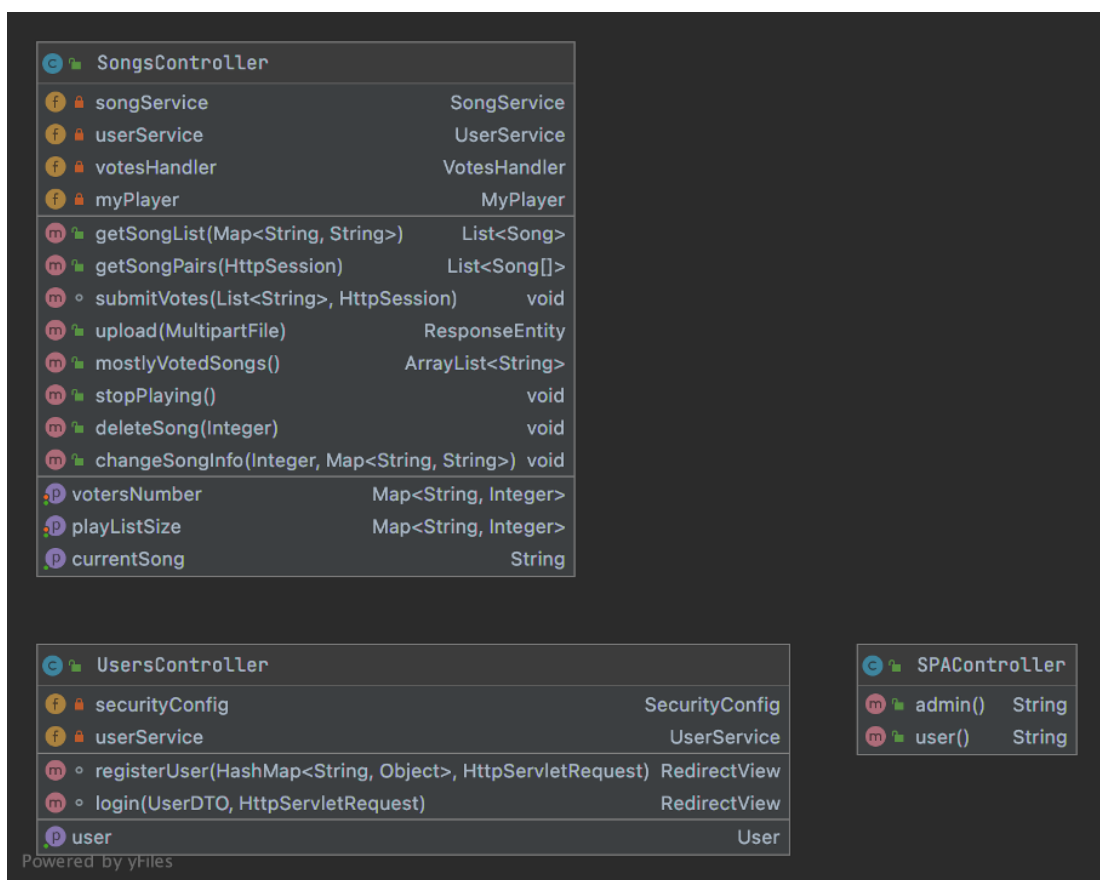 SongsController
songService SongService
userService UserService
votesHandler VotesHandler
myPlayer MyPlayer
getSongList(Map<String, String>) List<Song>
getSongPairs(HttpSession) List<Song[]>
submitVotes(List<String>, HttpSession) void
upload(MultipartFile) ResponseEntity
mostlyVotedSongs() ArrayList<String>
stopPlaying() void
deleteSong(Integer) void
changeSongInfo(Integer, Map<String, String>) void
votersNumber Map<String, Integer>
playListSize Map<String, Integer>
currentSong String
UsersController
securityConfig SecurityConfig
userService UserService
registerUser(HashMap<String, Object>, HttpServletRequest) RedirectView
login(UserDTO, HttpServletRequest) RedirectView
user User
SPAController
admin() String
user() String
Powered by yFiles